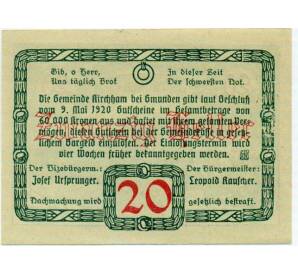 Gib, o Herr, In dieser Zeit
Uns täglich Brot Der schwersten Not.
Die Gemeinde Kirchham bei Gmunden gibt laut Beschluß
vom 9. Mai 1920 Gutscheine im Gesamtbetrage von
60.000 Kronen aus und haftet mit ihrem gesamten Ver-
mögen, diesen Gutschein bei der Gemeindekasse in ge-
setzlichen Bargeld einzulösen. Der Einlösungstermin wird
vier Wochen früher bekanntgegeben werden.
Der Vizebürgerm.: Der Bürgermeister:
Josef Ursprunger. 20 Leopold Rauscher.
Nachmachung wird gesetzlich bestraft.